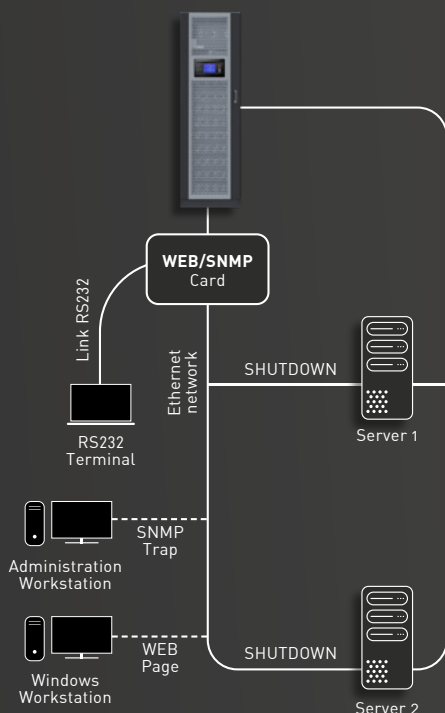 WEB/SNMP
Card
Link RS232
Ethernet
network
SHUTDOWN
Server 1
RS232
Terminal
SNMP
Trap
Administration
Workstation
WEB
Page
SHUTDOWN
Windows
Workstation
Server 2